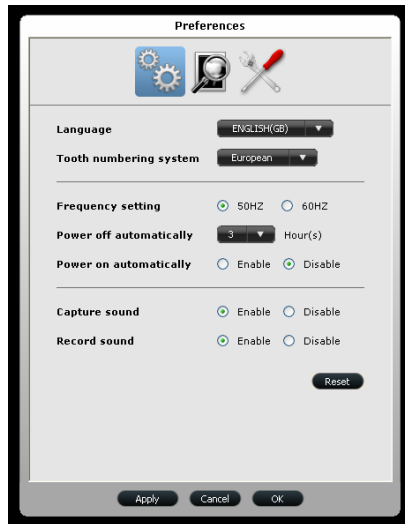 Preferences
Language ENGLISH(GB)
Tooth numbering system European
Frequency setting 50HZ 60HZ
Power off automatically 3 Hour(s)
Power on automatically Enable Disable
Capture sound Enable Disable
Record sound Enable Disable
Reset
Apply Cancel OK